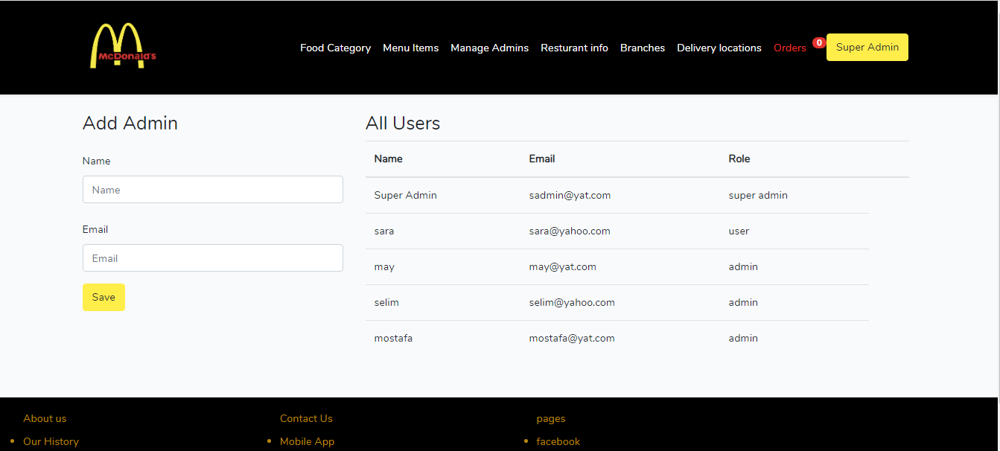 McDonald's
Food Category Menu Items Manage Admins Resturant info Branches Delivery locations Orders 0 Super Admin
Add Admin
Name
Name
Email
Email
Save
All Users
Name Email Role
Super Admin sadmin@yat.com super admin
sara sara@yahoo.com user
may may@yat.com admin
selim selim@yahoo.com admin
mostafa mostafa@yat.com admin
About us
• Our History
Contact Us
• Mobile App
pages
• facebook